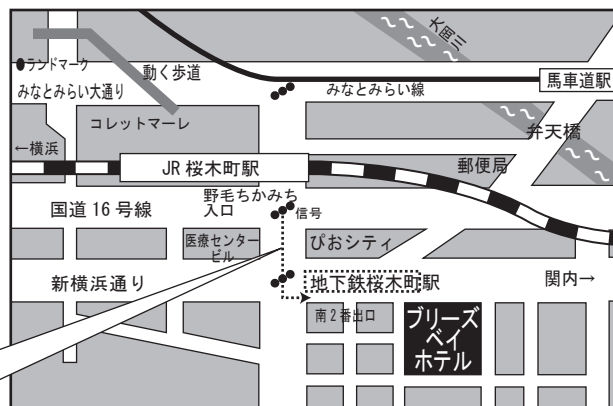 大岡川
●ランドマーク
動く歩道
馬車道駅
みなとみらい大通り
みなとみらい線
コレットマーレ
弁天橋
←横浜
郵便局
JR 桜木町駅
野毛ちかみち
入口
信号
国道 16 号線
医療センター
ビル
ぴおシティ
新横浜通り
地下鉄桜木町駅
関内→
南2番出口
ブリーズ
ベイ
ホテル